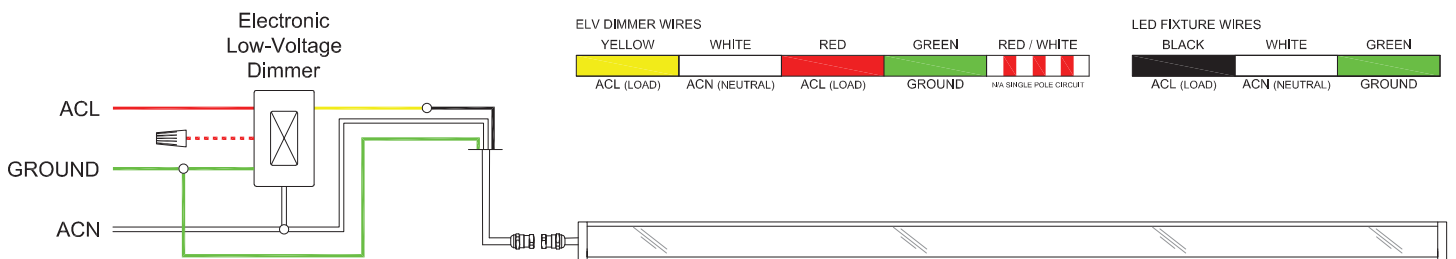 Electronic
Low-Voltage
Dimmer
ACL
GROUND
ACN
ELV DIMMER WIRES
YELLOW WHITE RED GREEN RED / WHITE
ACL (LOAD) ACN (NEUTRAL) ACL (LOAD) GROUND N/A SINGLE POLE CIRCUIT
LED FIXTURE WIRES
BLACK WHITE GREEN
ACL (LOAD) ACN (NEUTRAL) GROUND